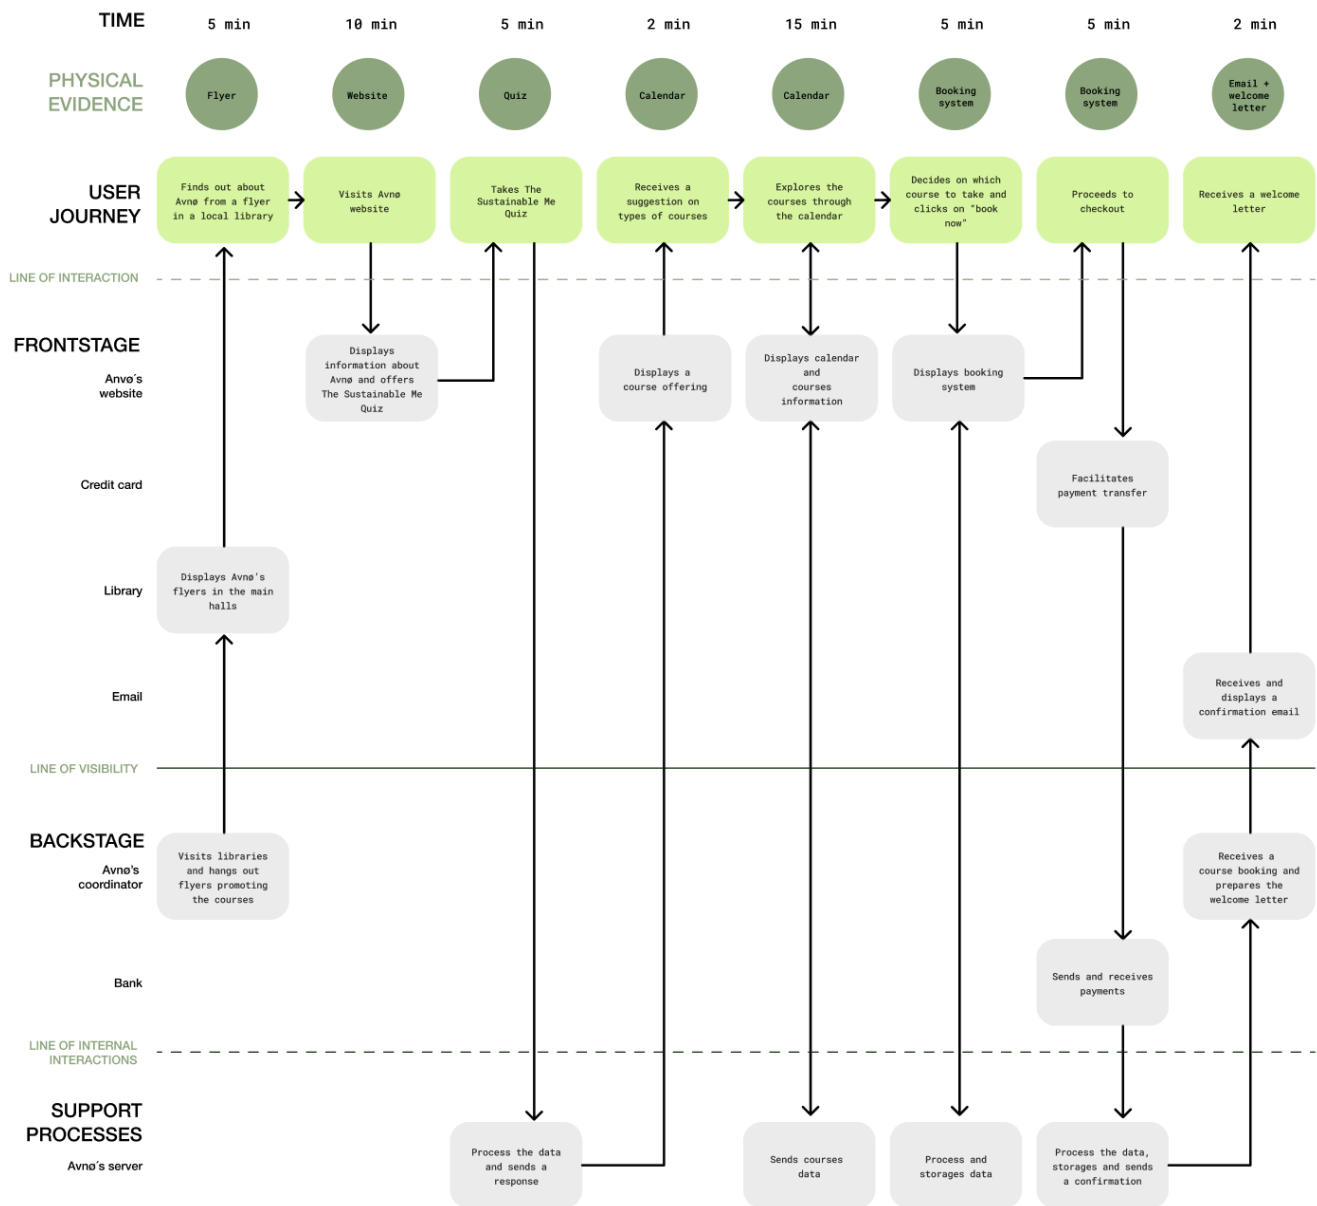 TIME
5 min
10 min
5 min
2 min
15 min
5 min
5 min
2 min
PHYSICAL
EVIDENCE
Flyer
Website
Quiz
Calendar
Calendar
Booking
system
Booking
system
Email +
welcome
letter
USER
JOURNEY
Finds out about
Avnø from a flyer
in a local library
Visits Avnø
website
Takes The
Sustainable Me
Quiz
Receives a
suggestion on
types of courses
Explores the
courses through
the calendar
Decides on which
course to take and
clicks on "book
now"
Proceeds to
checkout
Receives a welcome
letter
LINE OF INTERACTION
FRONTSTAGE
Anvø´s
website
Displays
information about
Avnø and offers
The Sustainable Me
Quiz
Displays a
course offering
Displays calendar
and
courses
information
Displays booking
system
Credit card
Facilitates
payment transfer
Library
Displays Avnø's
flyers in the main
halls
Email
Receives and
displays a
confirmation email
LINE OF VISIBILITY
BACKSTAGE
Avnø's
coordinator
Visits libraries
and hangs out
flyers promoting
the courses
Receives a
course booking and
prepares the
welcome letter
Bank
Sends and receives
payments
LINE OF INTERNAL
INTERACTIONS
SUPPORT
PROCESSES
Avnø´s server
Process the data
and sends a
response
Sends courses
data
Process and
storages data
Process the data,
storages and sends
a confirmation